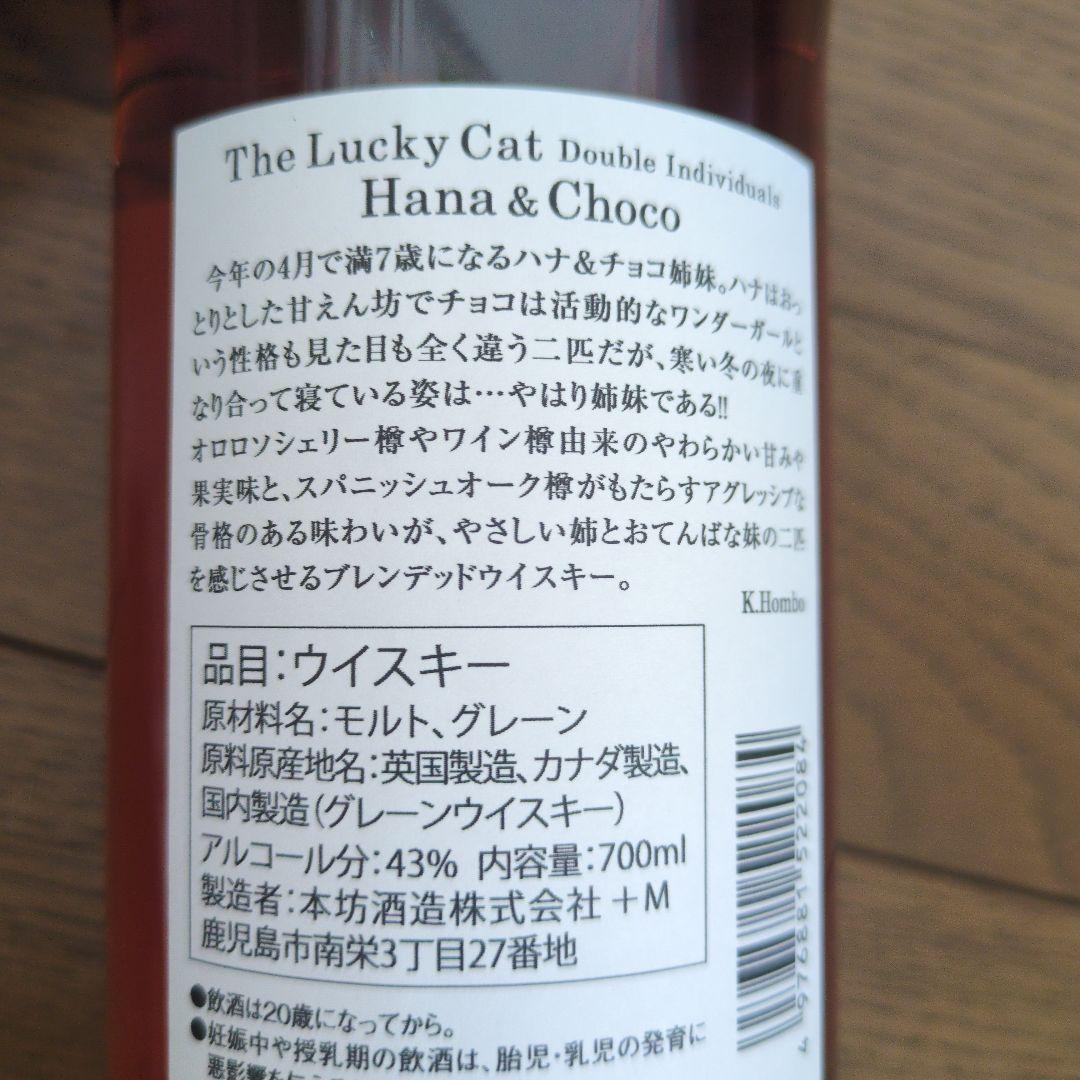 The Lucky Cat Double Individuals
Hana & Choco
今年の4月で満7歳になるハナ&チョコ姉妹。ハナはおっ
とりとした甘えん坊でチョコは活動的なワンダーガールと
いう性格も見た目も全く違う二匹だが、寒い冬の夜に重
なり合って寝ている姿は…やはり姉妹である!!
オロロソシェリー樽やワイン樽由来のやわらかい甘みや
果実味と、スパニッシュオーク樽がもたらすアグレッシブな
骨格のある味わいが、やさしい姉とおてんばな妹の二匹
を感じさせるブレンデッドウイスキー。
K.Hombo
品目:ウイスキー
原材料名:モルト、グレーン
原料原産地名:英国製造、カナダ製造、
国内製造(グレーンウイスキー)
アルコール分:43% 内容量:700ml
製造者:本坊酒造株式会社 +M
鹿児島市南栄3丁目27番地
4 976881 522084
●飲酒は20歳になってから。
●妊娠中や授乳期の飲酒は、胎児・乳児の発育に
悪影響を